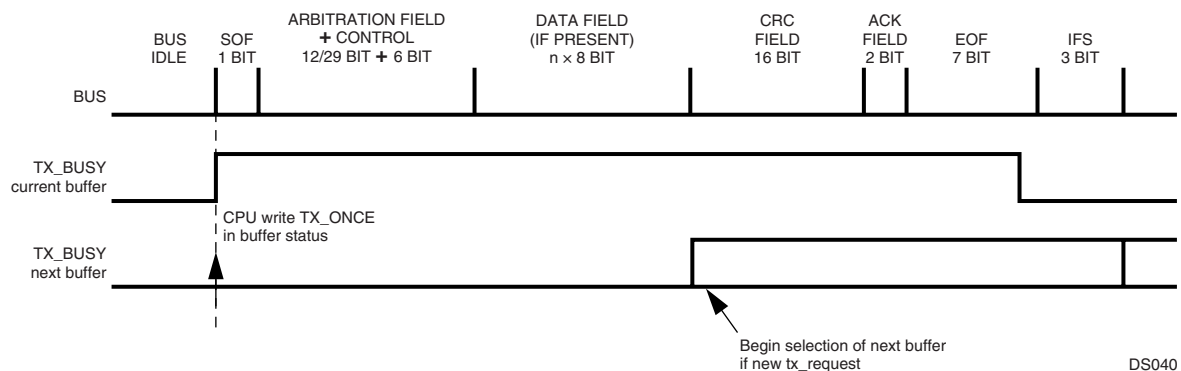 BUS
IDLE
SOF
1 BIT
ARBITRATION FIELD
+ CONTROL
12/29 BIT + 6 BIT
DATA FIELD
(IF PRESENT)
n × 8 BIT
CRC
FIELD
16 BIT
ACK
FIELD
2 BIT
EOF
7 BIT
IFS
3 BIT
BUS
TX_BUSY
current buffer
CPU write TX_ONCE
in buffer status
TX_BUSY
next buffer
Begin selection of next buffer
if new tx_request
DS040